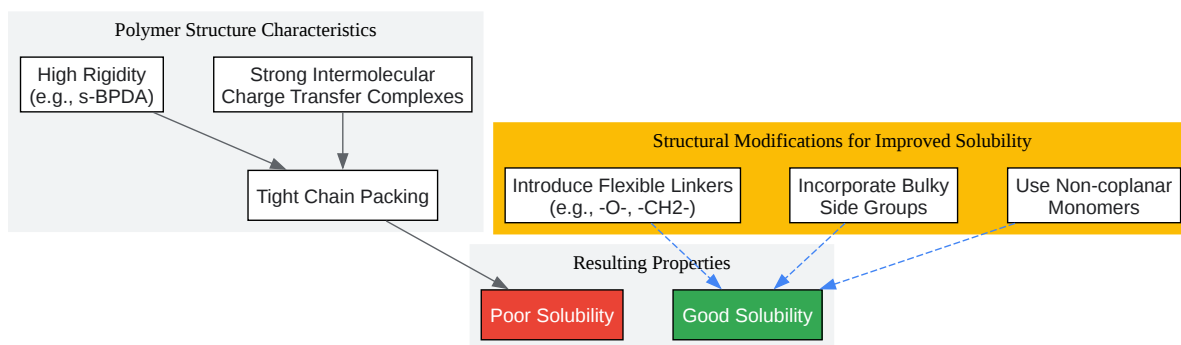 Polymer Structure Characteristics
High Rigidity
(e.g., s-BPDA)
Strong Intermolecular
Charge Transfer Complexes
Tight Chain Packing
Structural Modifications for Improved Solubility
Introduce Flexible Linkers
(e.g., -O-, -CH2-)
Incorporate Bulky
Side Groups
Use Non-coplanar
Monomers
Resulting Properties
Poor Solubility
Good Solubility